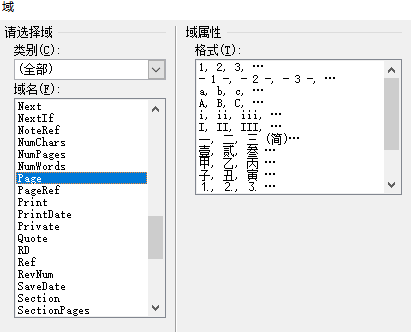 域
请选择域
类别(C):
(全部)
域名(F):
Next
NextIf
NoteRef
NumChars
NumPages
NumWords
Page
PageRef
Print
PrintDate
Private
Quote
RD
Ref
RevNum
SaveDate
Section
SectionPages
域属性
格式(T):
1, 2, 3, …
- 1 -, - 2 -, - 3 -, …
a, b, c, …
A, B, C, …
i, ii, iii, …
I, II, III, …
一, 二, 三 (简)…
壹, 贰, 叁 …
甲, 乙, 丙 …
子, 丑, 寅 …
1., 2., 3. …